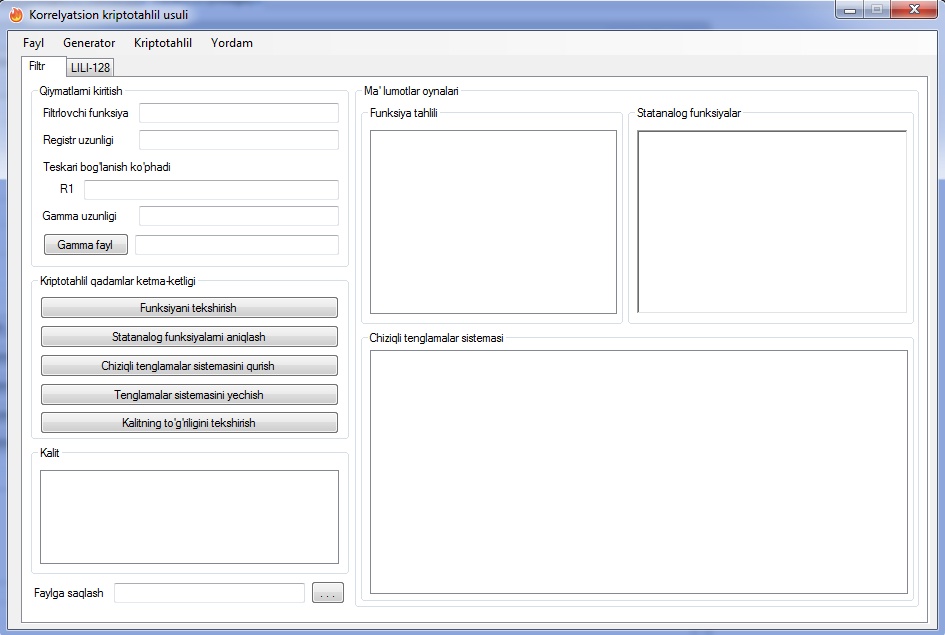 Korrelyatsion kriptotahlil usuli
Fayl Generator Kriptotahlil Yordam
Filtr LILI-128
Qiymatlarni kiritish
Filtrlovchi funksiya
Registr uzunligi
Teskari bog'lanish ko'phadi
R1
Gamma uzunligi
Gamma fayl
Kriptotahlil qadamlar ketma-ketligi
Funksiyani tekshirish
Statanalog funksiyalarni aniqlash
Chiziqli tenglamalar sistemasini qurish
Tenglamalar sistemasini yechish
Kalitning to'g'riligini tekshirish
Kalit
Faylga saqlash
. . .
Ma' lumotlar oynalari
Funksiya tahlili
Statanalog funksiyalar
Chiziqli tenglamalar sistemasi